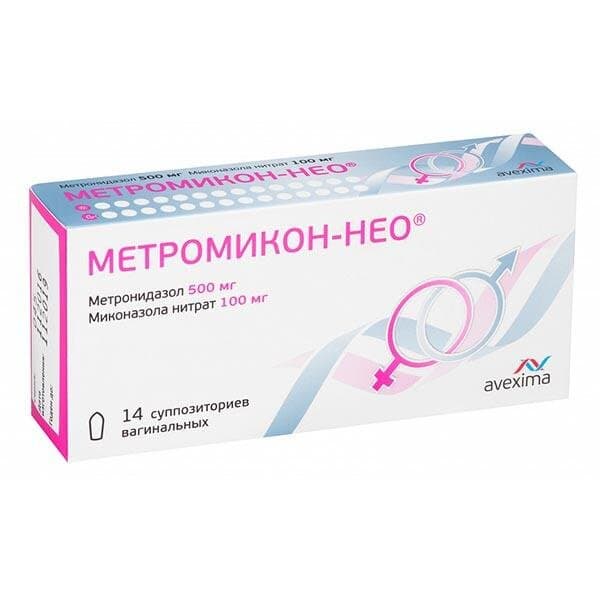 Метронидазол 500 мг Миконазола нитрат 100 мг
МЕТРОМИКОН-НЕО®
avexima
МЕТРОМИКОН-НЕО®
Метронидазол 500 мг
Миконазола нитрат 100 мг
avexima
14 суппозиториев
вагинальных